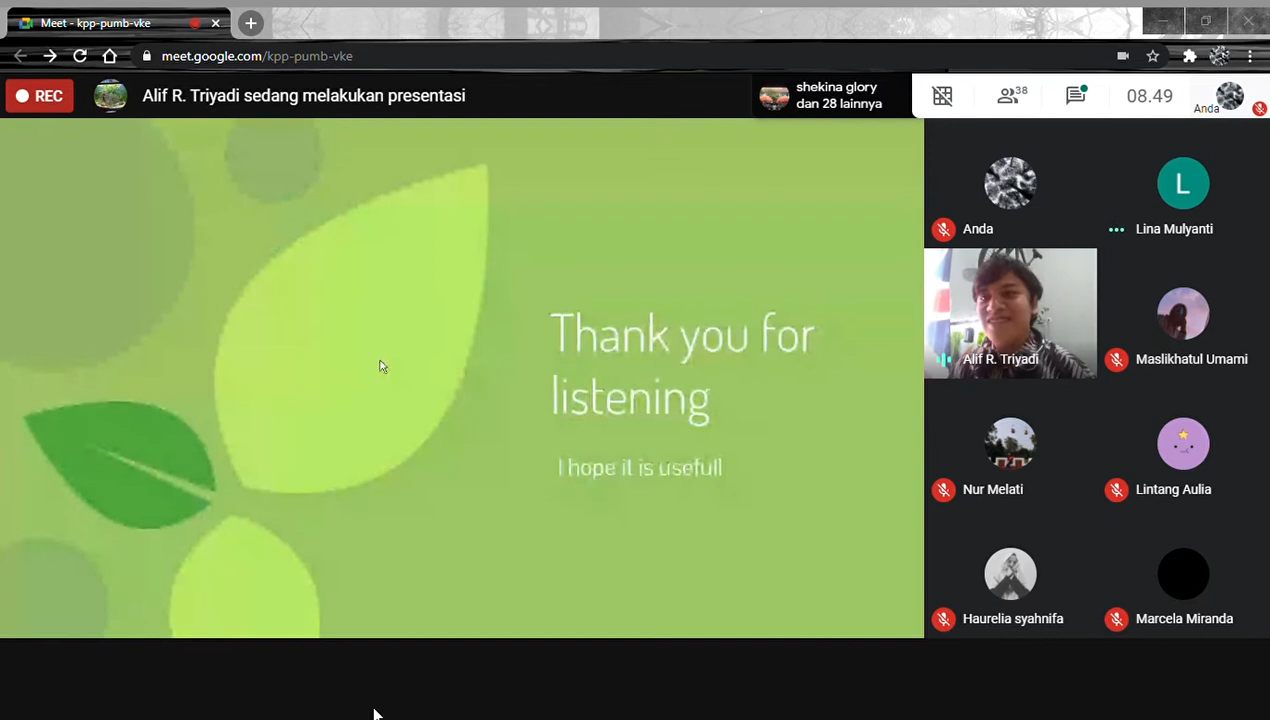 Meet - kpp-pumb-vke
meet.google.com/kpp-pumb-vke
REC
Alif R. Triyadi sedang melakukan presentasi
shekina glory
dan 28 lainnya
38
08.49
Anda
Thank you for
listening
I hope it is usefull
Anda
L
Lina Mulyanti
Alif R. Triyadi
Maslikhatul Umami
Nur Melati
Lintang Aulia
Haurelia syahnifa
Marcela Miranda